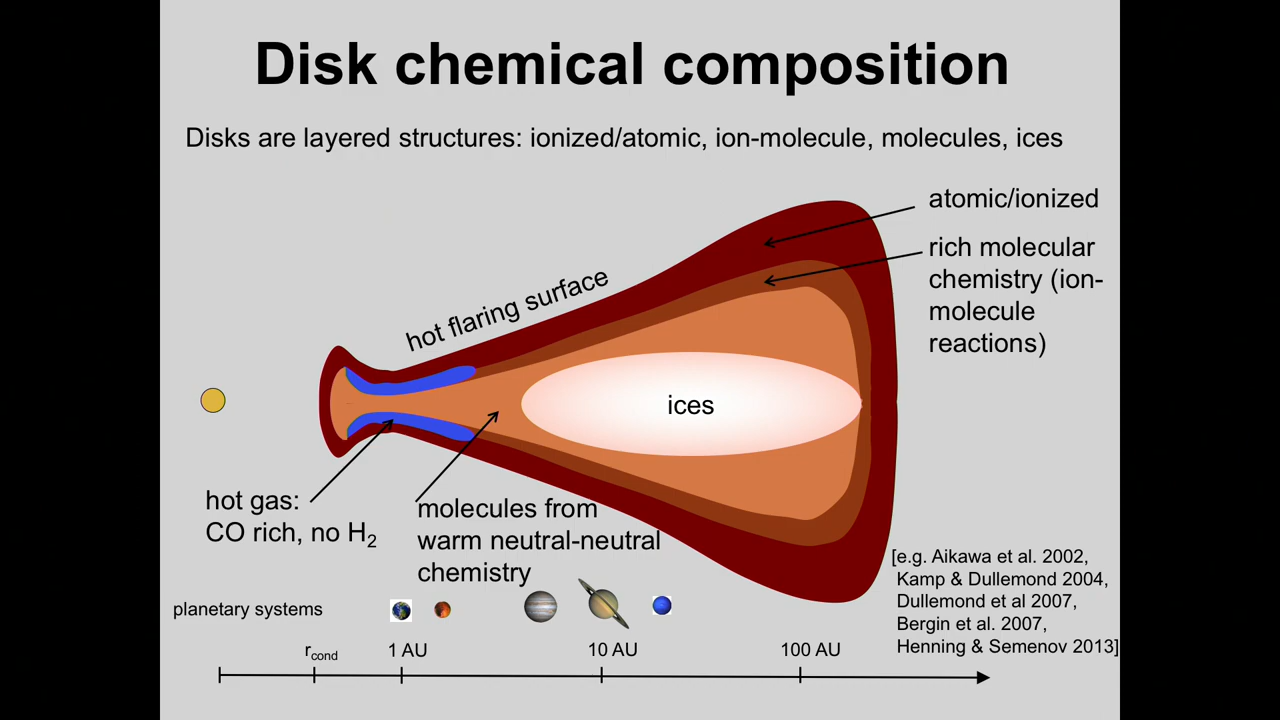 Disk chemical composition
Disks are layered structures: ionized/atomic, ion-molecule, molecules, ices
atomic/ionized
rich molecular
chemistry (ion-
molecule
reactions)
hot flaring surface
ices
hot gas:
CO rich, no H₂
molecules from
warm neutral-neutral
chemistry
[e.g. Aikawa et al. 2002,
Kamp & Dullemond 2004,
Dullemond et al 2007,
Bergin et al. 2007,
Henning & Semenov 2013]
planetary systems
rcond
1 AU
10 AU
100 AU